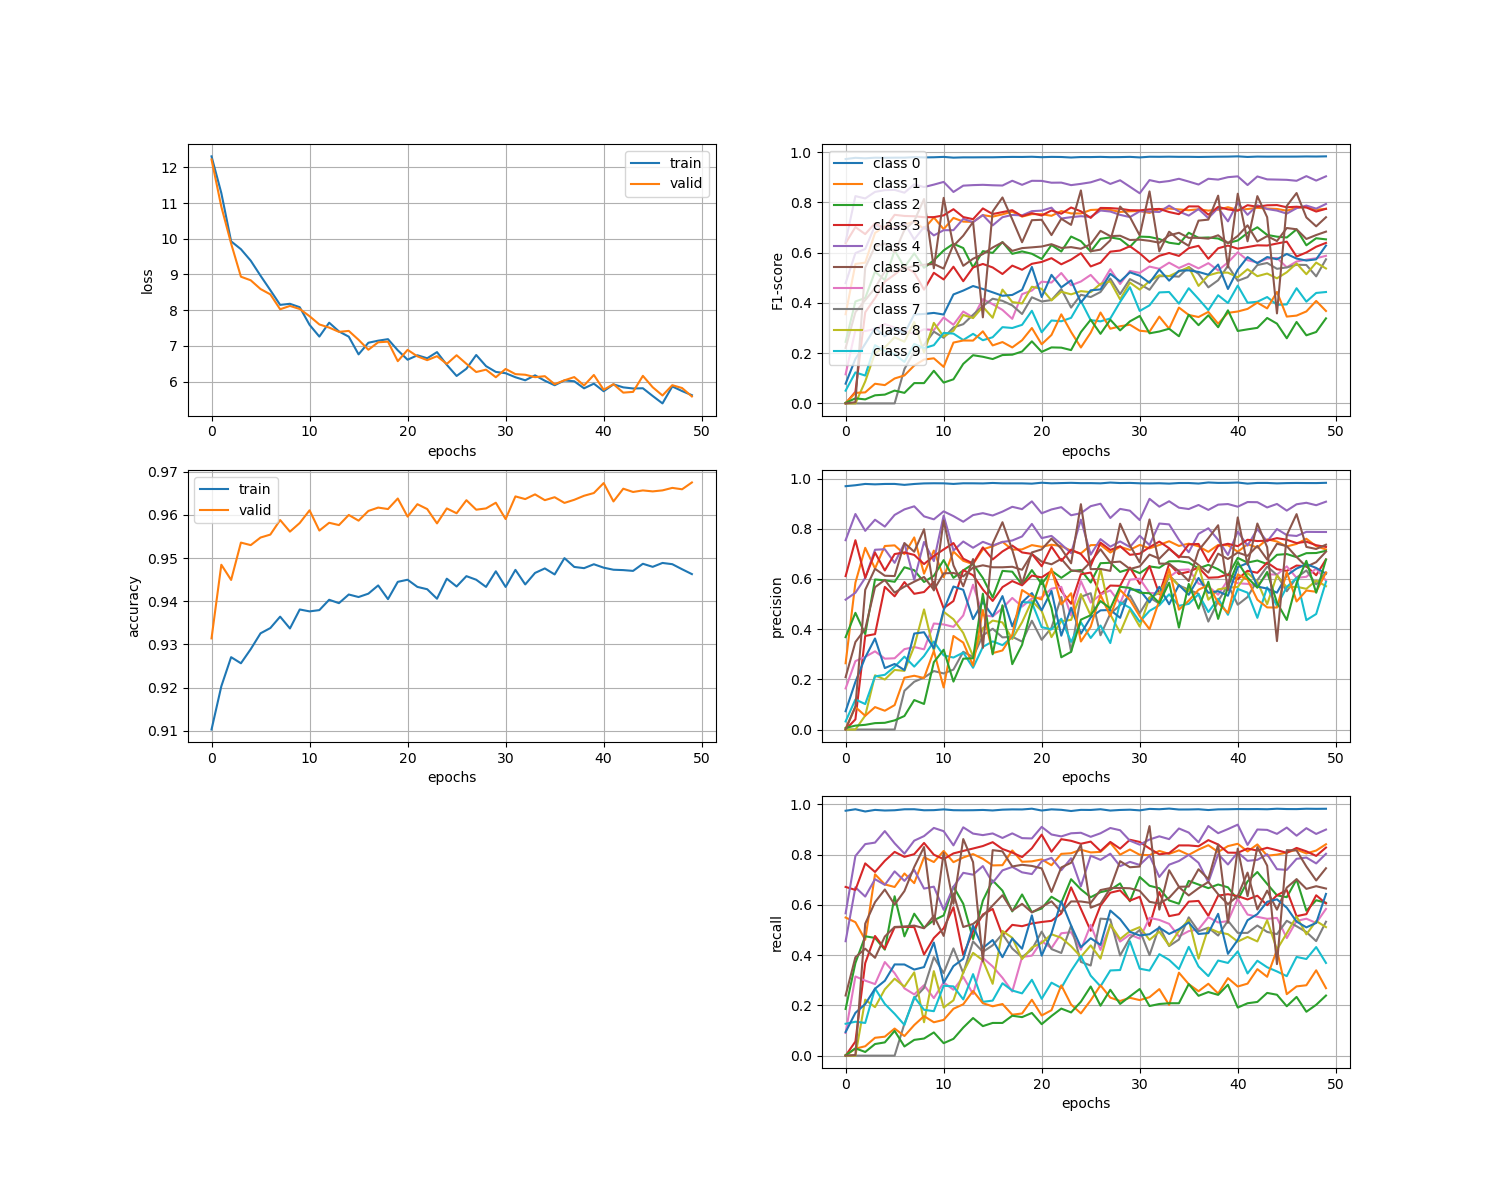 12
11
10
9
8
7
6
loss
train
valid
0 10 20 30 40 50
epochs
1.0
0.8
0.6
0.4
0.2
0.0
F1-score
class 0
class 1
class 2
class 3
class 4
class 5
class 6
class 7
class 8
class 9
0 10 20 30 40 50
epochs
0.97
0.96
0.95
0.94
0.93
0.92
0.91
accuracy
train
valid
0 10 20 30 40 50
epochs
1.0
0.8
0.6
0.4
0.2
0.0
precision
0 10 20 30 40 50
epochs
1.0
0.8
0.6
0.4
0.2
0.0
recall
0 10 20 30 40 50
epochs